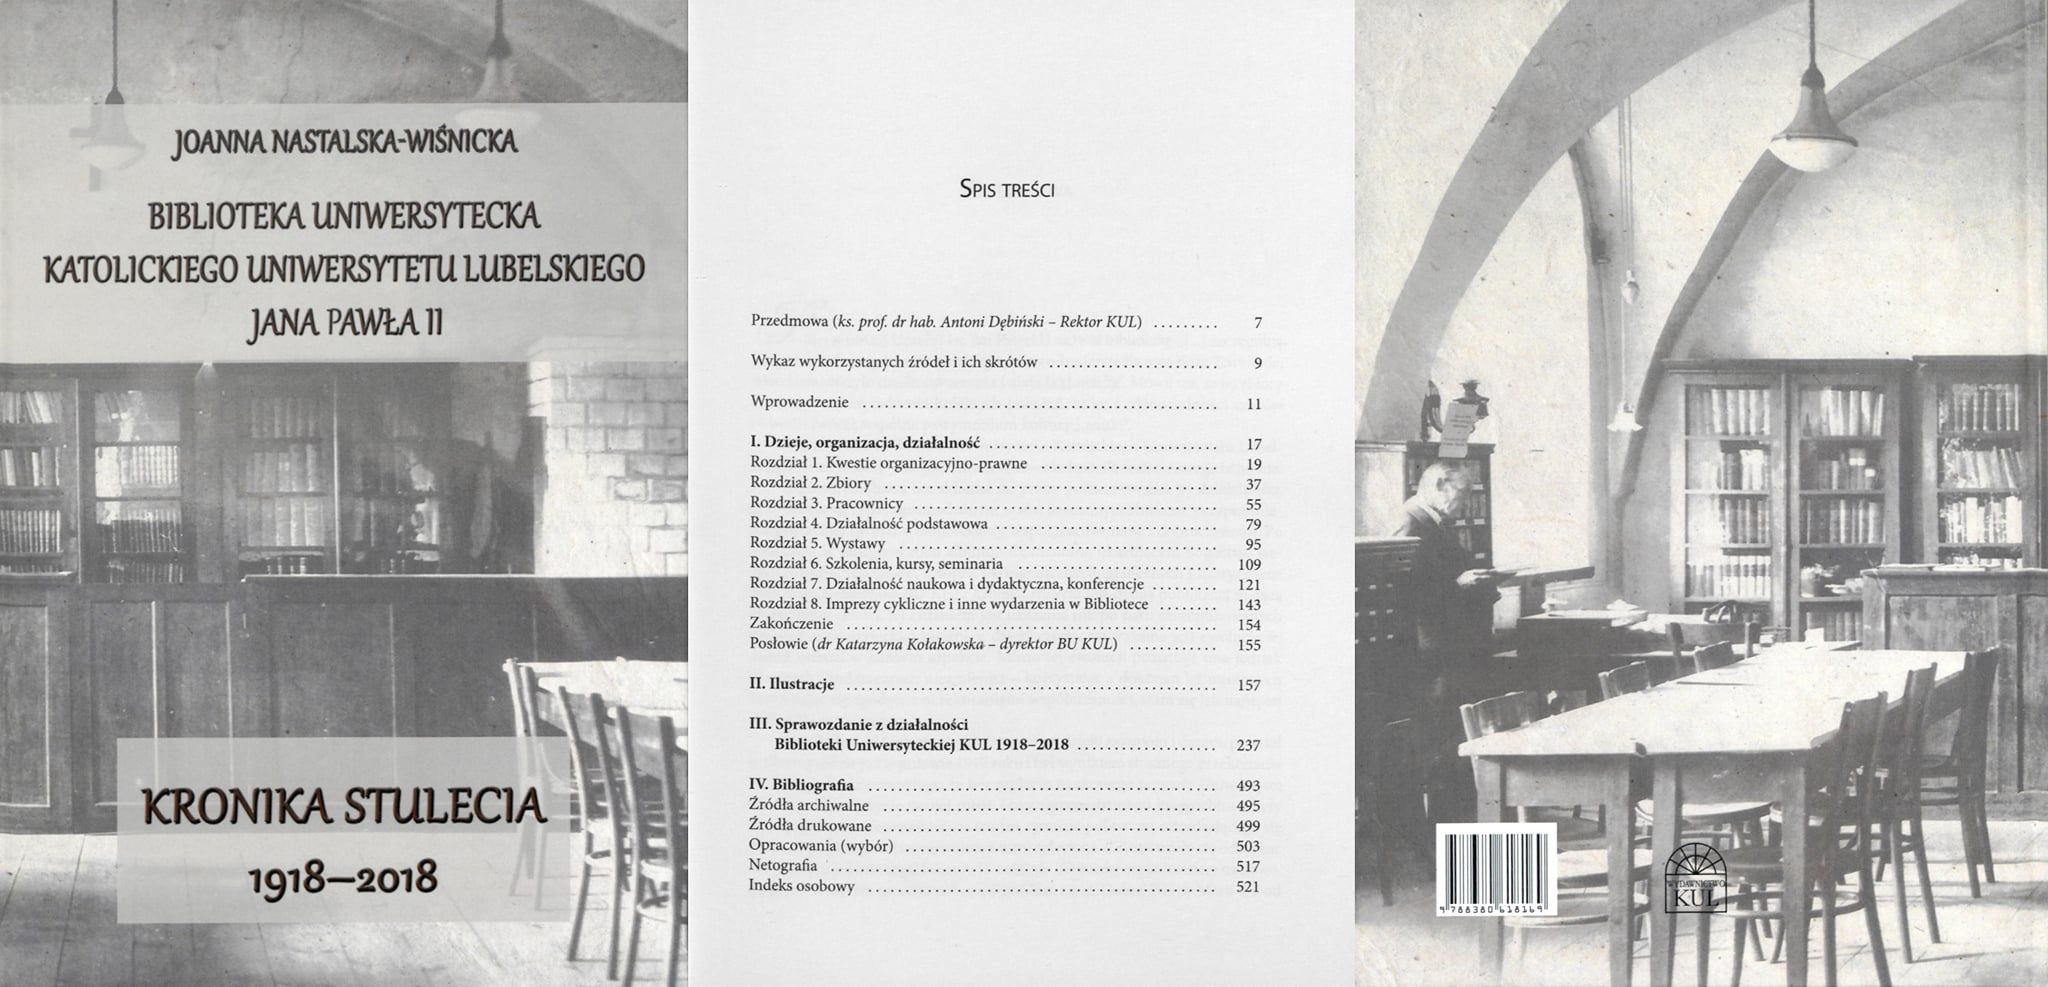 JOANNA NASTALSKA-WIŚNICKA
BIBLIOTEKA UNIWERSYTECKA
KATOLICKIEGO UNIWERSYTETU LUBELSKIEGO
JANA PAWŁA II
KRONIKA STULECIA
1918–2018
SPIS TREŚCI
Przedmowa (ks. prof. dr hab. Antoni Dębiński – Rektor KUL) ......... 7
Wykaz wykorzystanych źródeł i ich skrótów ......... 9
Wprowadzenie ......... 11
I. Dzieje, organizacja, działalność ......... 17
Rozdział 1. Kwestie organizacyjno-prawne ......... 19
Rozdział 2. Zbiory ......... 37
Rozdział 3. Pracownicy ......... 55
Rozdział 4. Działalność podstawowa ......... 79
Rozdział 5. Wystawy ......... 95
Rozdział 6. Szkolenia, kursy, seminaria ......... 109
Rozdział 7. Działalność naukowa i dydaktyczna, konferencje ......... 121
Rozdział 8. Imprezy cykliczne i inne wydarzenia w Bibliotece ......... 143
Zakończenie ......... 154
Posłowie (dr Katarzyna Kołakowska – dyrektor BU KUL) ......... 155
II. Ilustracje ......... 157
III. Sprawozdanie z działalności
Biblioteki Uniwersyteckiej KUL 1918–2018 ......... 237
IV. Bibliografia ......... 493
Źródła archiwalne ......... 495
Źródła drukowane ......... 499
Opracowania (wybór) ......... 503
Netografia ......... 517
Indeks osobowy ......... 521
9 788380 618169
WYDAWNICTWO
KUL